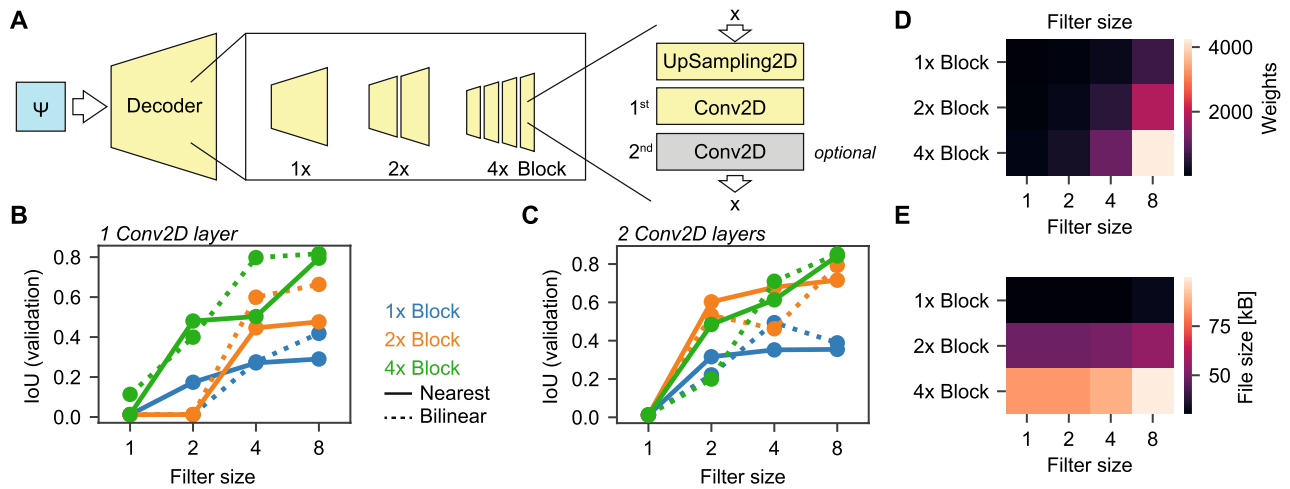 A
Ψ
Decoder
1x
2x
4x Block
x
UpSampling2D
1st
Conv2D
2nd
Conv2D
optional
x
D
Filter size
1x Block
2x Block
4x Block
1
2
4
8
Filter size
4000
2000
Weights
B
1 Conv2D layer
IoU (validation)
0.8
0.6
0.4
0.2
0.0
1
2
4
8
Filter size
1x Block
2x Block
4x Block
Nearest
Bilinear
C
2 Conv2D layers
IoU (validation)
0.8
0.6
0.4
0.2
0.0
1
2
4
8
Filter size
E
1x Block
2x Block
4x Block
1
2
4
8
Filter size
75
50
File size [kB]